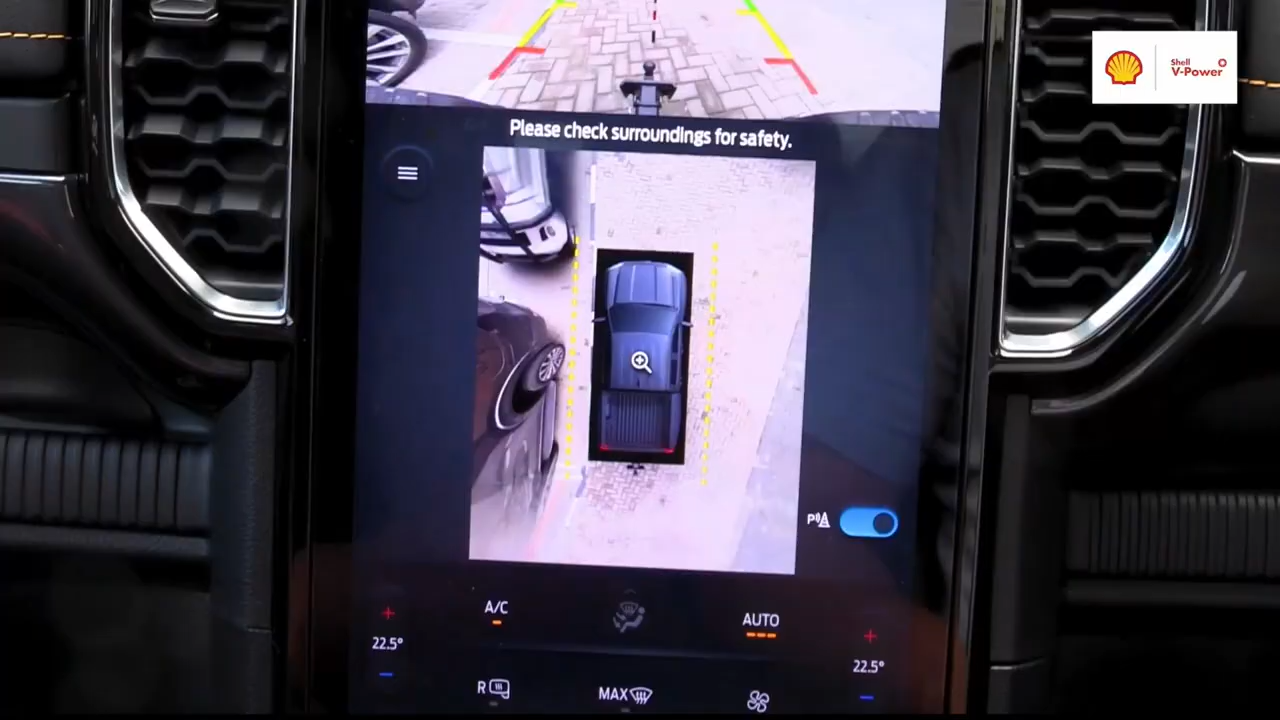 Shell
V-Power
Please check surroundings for safety.
P
A/C
AUTO
22.5°
22.5°
R
MAX